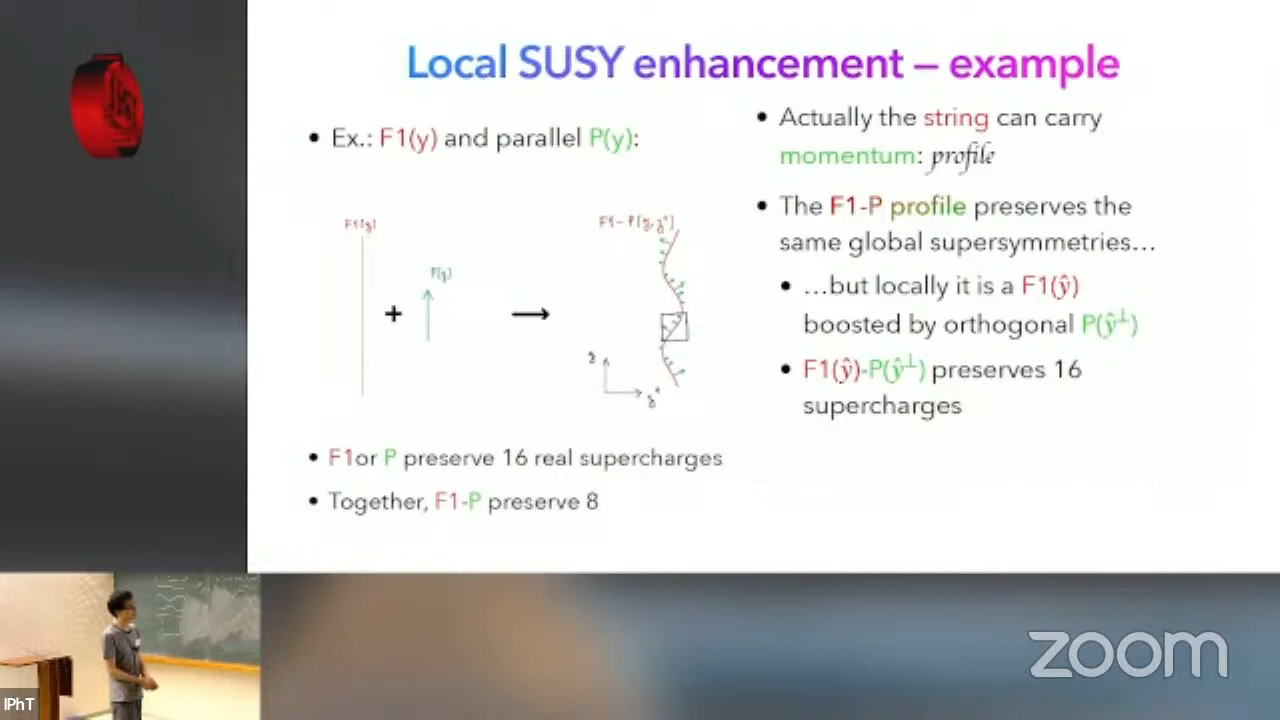 Local SUSY enhancement – example
• Ex.: F1(y) and parallel P(y):
F1(y)
+
P(y)
→
F1-P(y,y⊥)
• F1or P preserve 16 real supercharges
• Together, F1-P preserve 8
• Actually the string can carry
momentum: profile
• The F1-P profile preserves the
same global supersymmetries…
• …but locally it is a F1(ŷ)
boosted by orthogonal P(ŷ⊥)
• F1(ŷ)-P(ŷ⊥) preserves 16
supercharges
IPhT
zoom